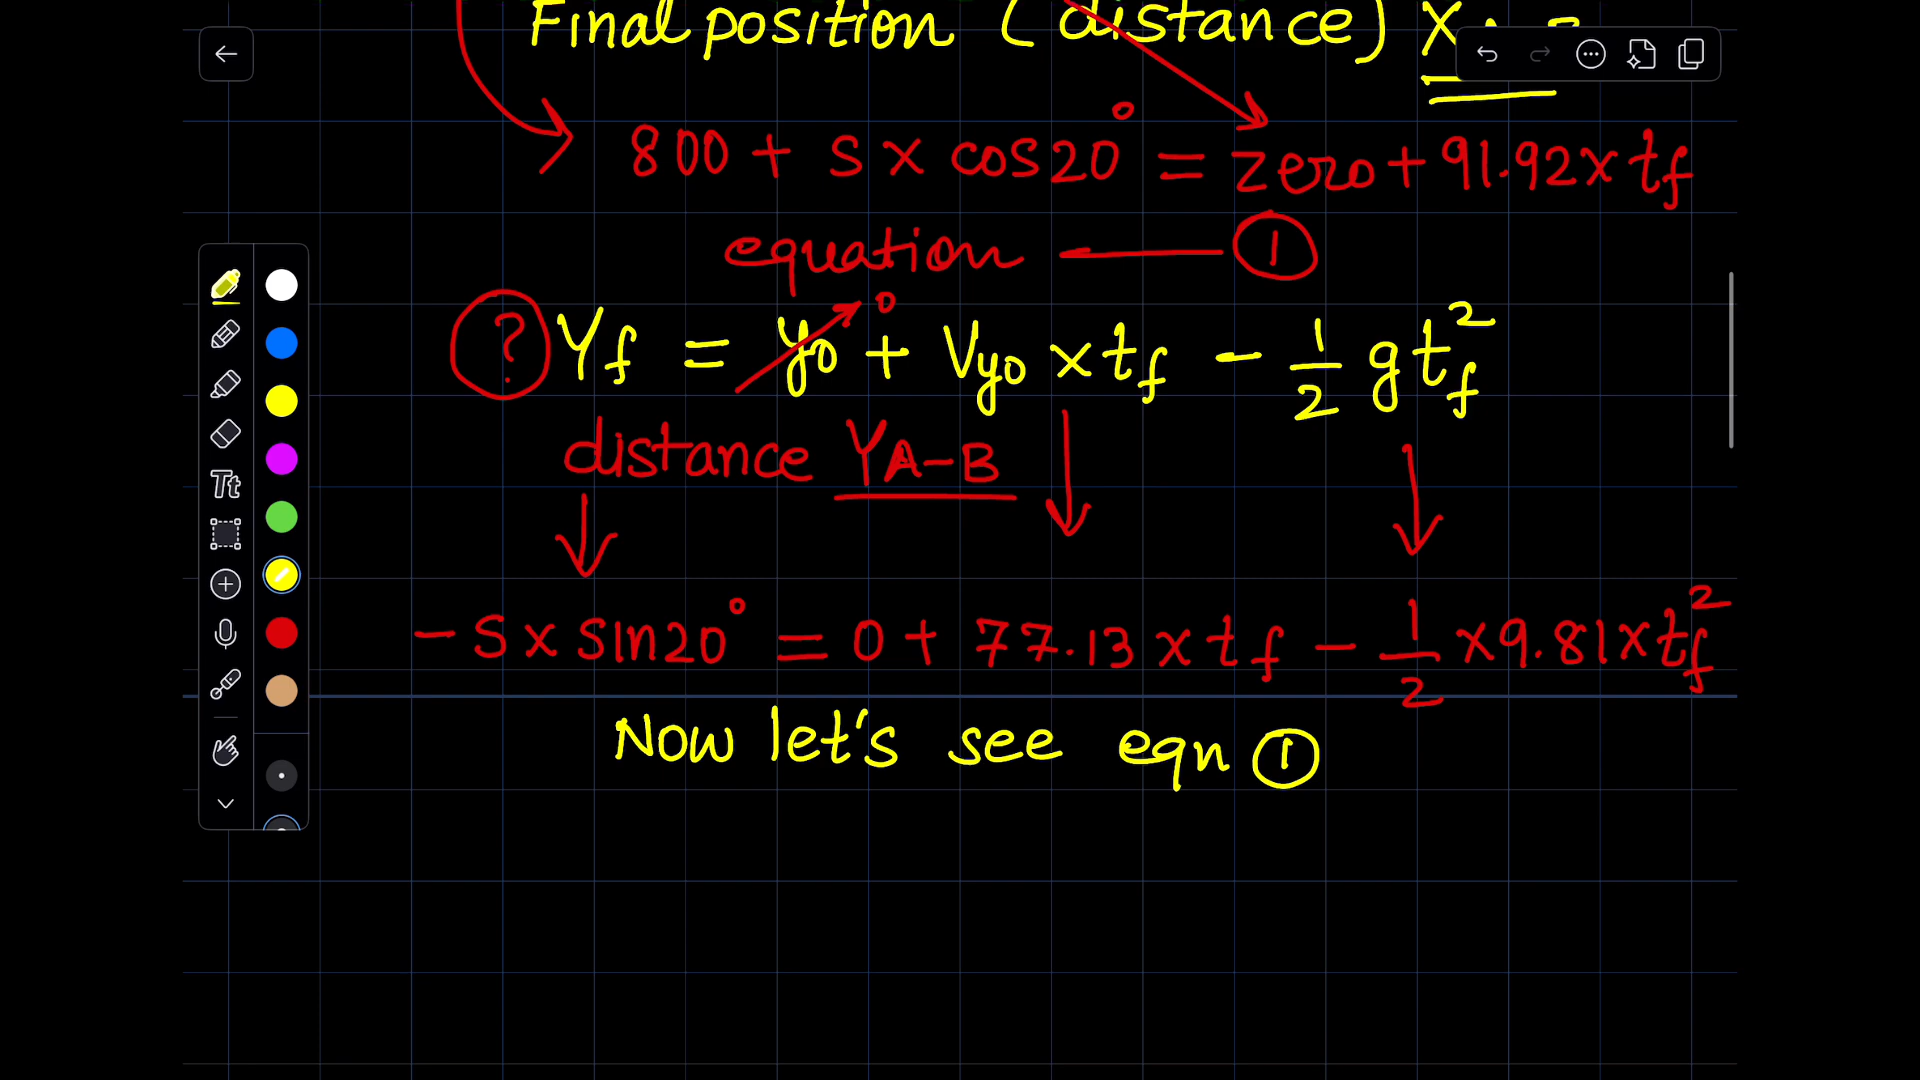 Final position (distance) X
800 + S × cos20° = zero + 91.92 × tf
equation ← ①
? Yf = y0 + Vy0 × tf − 1/2 g tf²
0
distance YA-B
− S × sin20° = 0 + 77.13 × tf − 1/2 × 9.81 × tf²
Now let's see eqn ①
Tt